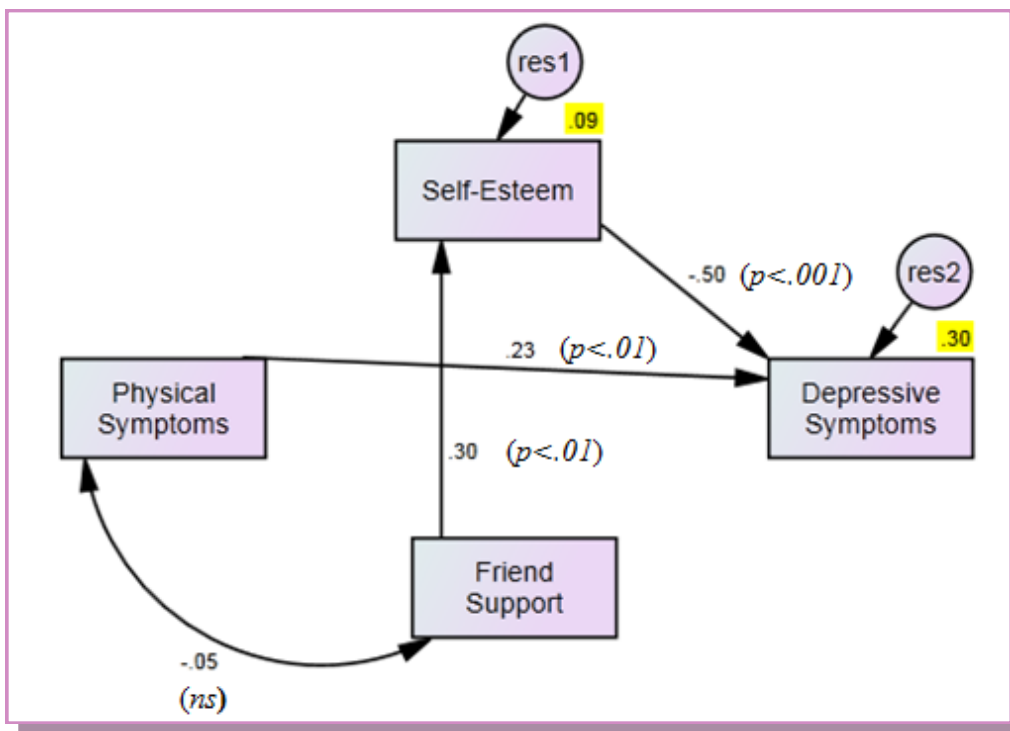 res1
.09
Self-Esteem
-.50 (p<.001)
res2
.30
.23 (p<.01)
Physical
Symptoms
Depressive
Symptoms
.30 (p<.01)
Friend
Support
-.05
(ns)